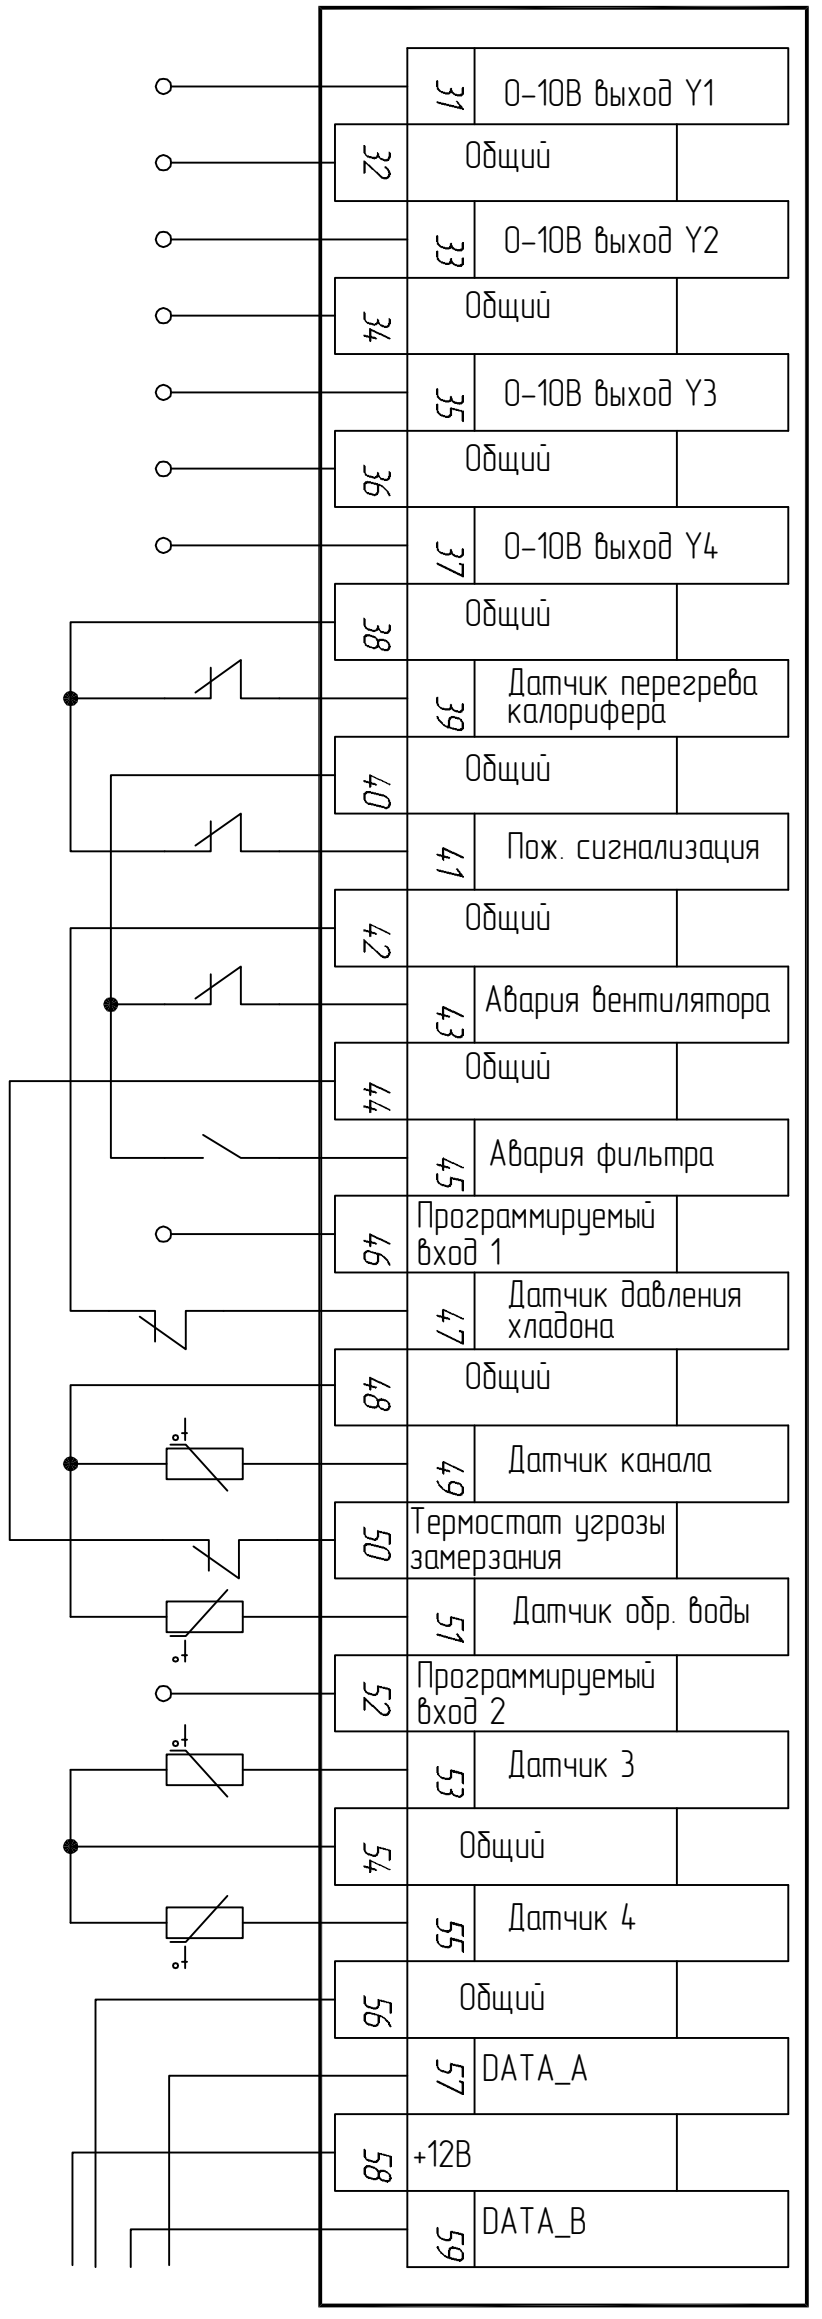 31 0-10В выход Y1
32 Общий
33 0-10В выход Y2
34 Общий
35 0-10В выход Y3
36 Общий
37 0-10В выход Y4
38 Общий
39 Датчик перегрева
калорифера
40 Общий
41 Пож. сигнализация
42 Общий
43 Авария вентилятора
44 Общий
45 Авария фильтра
46 Программируемый
вход 1
47 Датчик давления
хладона
48 Общий
t°
49 Датчик канала
50 Термостат угрозы
замерзания
51 Датчик обр. воды
t°
52 Программируемый
вход 2
t°
53 Датчик 3
54 Общий
55 Датчик 4
t°
56 Общий
57 DATA_A
58 +12В
59 DATA_B